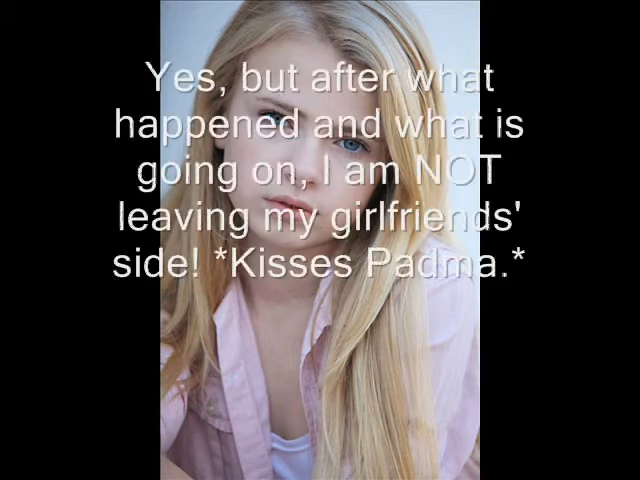 Yes, but after what
happened and what is
going on, I am NOT
leaving my girlfriends'
side! *Kisses Padma.*